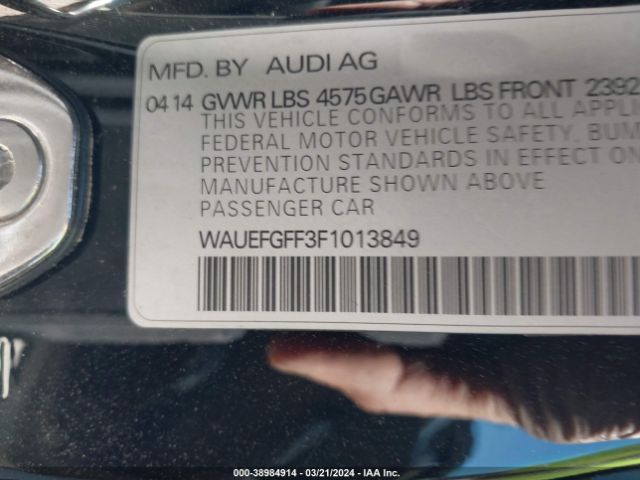 MFD. BY AUDI AG
04 14 GVWR LBS 4575 GAWR LBS FRONT 2392
THIS VEHICLE CONFORMS TO ALL APPLI
FEDERAL MOTOR VEHICLE SAFETY, BUM
PREVENTION STANDARDS IN EFFECT ON
MANUFACTURE SHOWN ABOVE
PASSENGER CAR
WAUEFGFF3F1013849
000-38984914 - 03/21/2024 - IAA Inc.